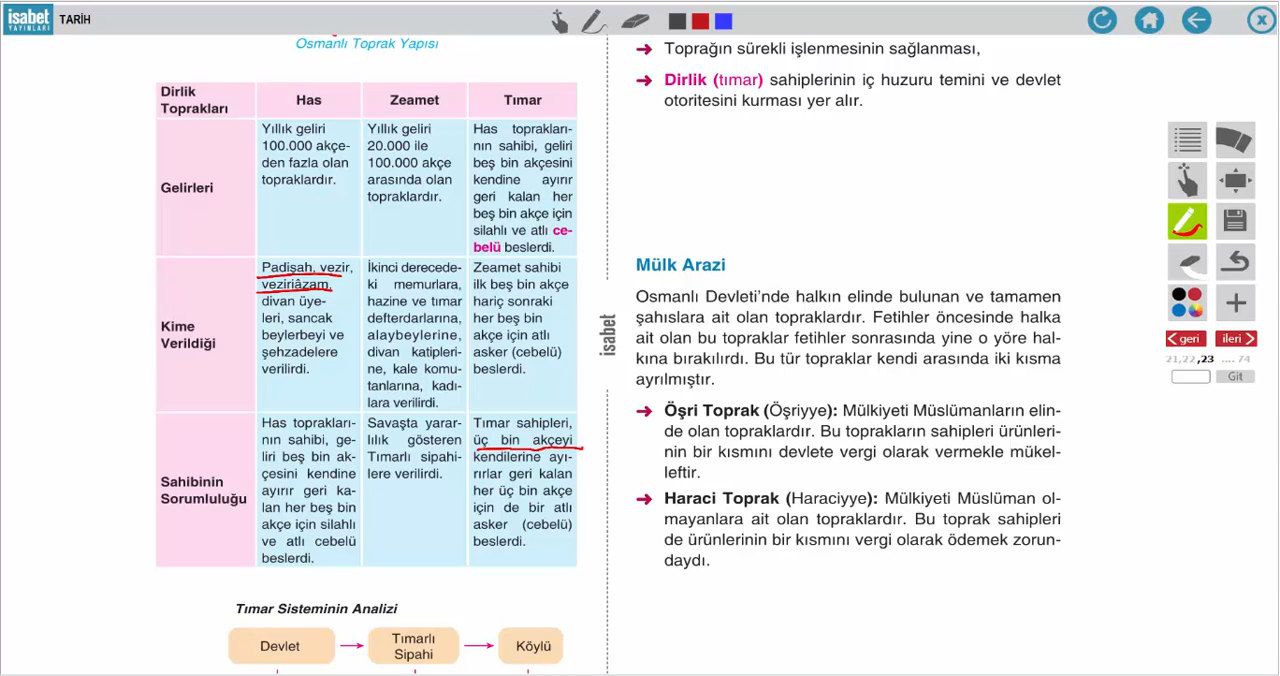 isabet
YAYINLARI
TARİH
Osmanlı Toprak Yapısı
Dirlik
Toprakları
Has
Zeamet
Tımar
Gelirleri
Yıllık geliri
100.000 akçe-
den fazla olan
topraklardır.
Yıllık geliri
20.000 ile
100.000 akçe
arasında olan
topraklardır.
Has toprakları-
nın sahibi, geliri
beş bin akçesini
kendine ayırır
geri kalan her
beş bin akçe için
silahlı ve atlı ce-
belü beslerdi.
Kime
Verildiği
Padişah, vezir,
veziriâzam,
divan üye-
leri, sancak
beylerbeyi ve
şehzadelere
verilirdi.
İkinci derecede-
ki memurlara,
hazine ve tımar
defterdarlarına,
alaybeylerine,
divan katipleri-
ne, kale komu-
tanlarına, kadı-
lara verilirdi.
Zeamet sahibi
ilk beş bin akçe
hariç sonraki
her beş bin
akçe için atlı
asker (cebelü)
beslerdi.
Sahibinin
Sorumluluğu
Has toprakları-
nın sahibi, ge-
liri beş bin ak-
çesini kendine
ayırır geri ka-
lan her beş bin
akçe için silahlı
ve atlı cebelü
beslerdi.
Savaşta yarar-
lılık gösteren
Tımarlı sipahi-
lere verilirdi.
Tımar sahipleri,
üç bin akçeyi
kendilerine ayı-
rırlar geri kalan
her üç bin akçe
için de bir atlı
asker (cebelü)
beslerdi.
Tımar Sisteminin Analizi
Devlet
Tımarlı
Sipahi
Köylü
isabet
Toprağın sürekli işlenmesinin sağlanması,
Dirlik (tımar) sahiplerinin iç huzuru temini ve devlet
otoritesini kurması yer alır.
Mülk Arazi
Osmanlı Devleti'nde halkın elinde bulunan ve tamamen
şahıslara ait olan topraklardır. Fetihler öncesinde halka
ait olan bu topraklar fetihler sonrasında yine o yöre hal-
kına bırakılırdı. Bu tür topraklar kendi arasında iki kısma
ayrılmıştır.
Öşri Toprak (Öşriyye): Mülkiyeti Müslümanların elin-
de olan topraklardır. Bu toprakların sahipleri ürünleri-
nin bir kısmını devlete vergi olarak vermekle mükel-
leftir.
Haraci Toprak (Haraciyye): Mülkiyeti Müslüman ol-
mayanlara ait olan topraklardır. Bu toprak sahipleri
de ürünlerinin bir kısmını vergi olarak ödemek zorun-
daydı.
geri
ileri
21,22,23 .... 74
Git